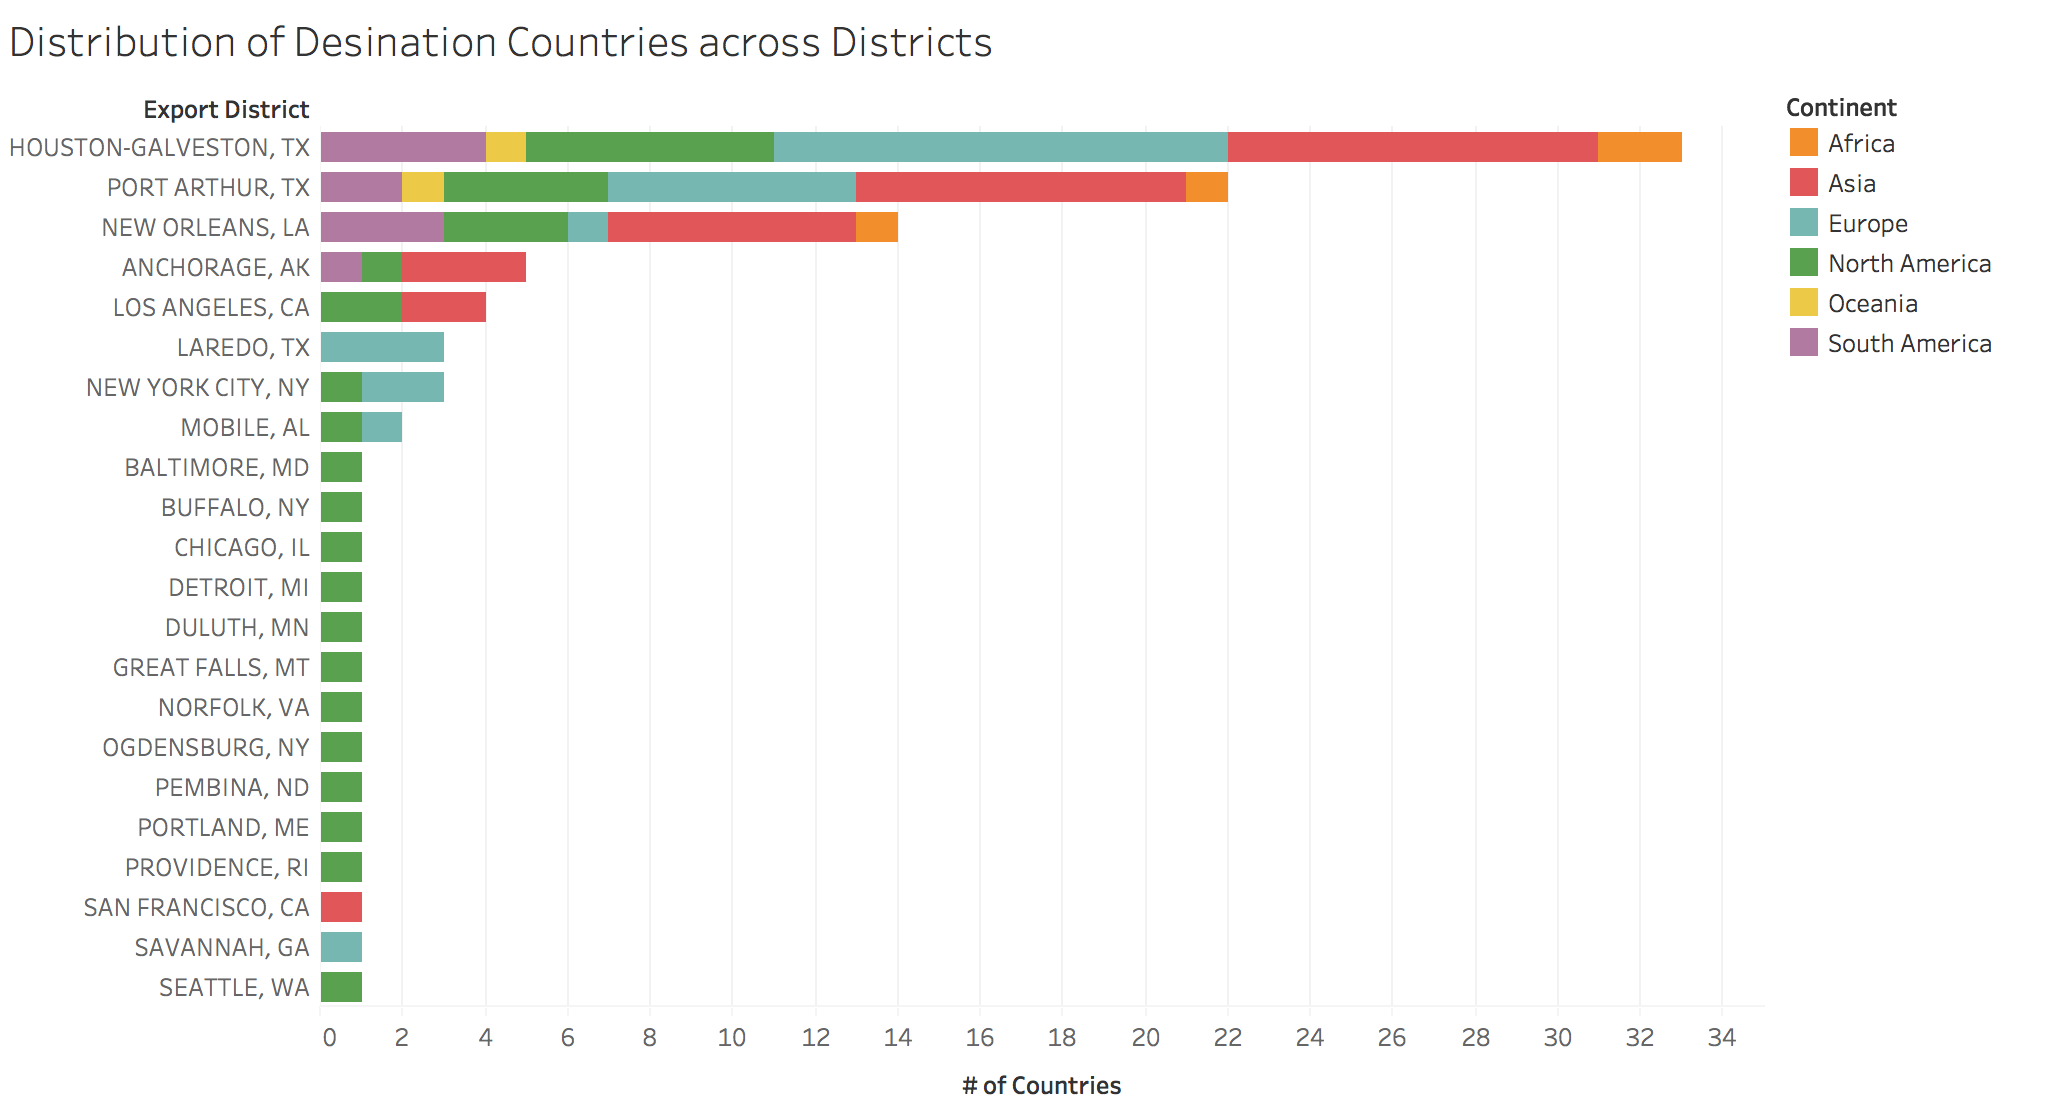 Distribution of Desination Countries across Districts
Export District
HOUSTON-GALVESTON, TX
PORT ARTHUR, TX
NEW ORLEANS, LA
ANCHORAGE, AK
LOS ANGELES, CA
LAREDO, TX
NEW YORK CITY, NY
MOBILE, AL
BALTIMORE, MD
BUFFALO, NY
CHICAGO, IL
DETROIT, MI
DULUTH, MN
GREAT FALLS, MT
NORFOLK, VA
OGDENSBURG, NY
PEMBINA, ND
PORTLAND, ME
PROVIDENCE, RI
SAN FRANCISCO, CA
SAVANNAH, GA
SEATTLE, WA
0 2 4 6 8 10 12 14 16 18 20 22 24 26 28 30 32 34
# of Countries
Continent
Africa
Asia
Europe
North America
Oceania
South America